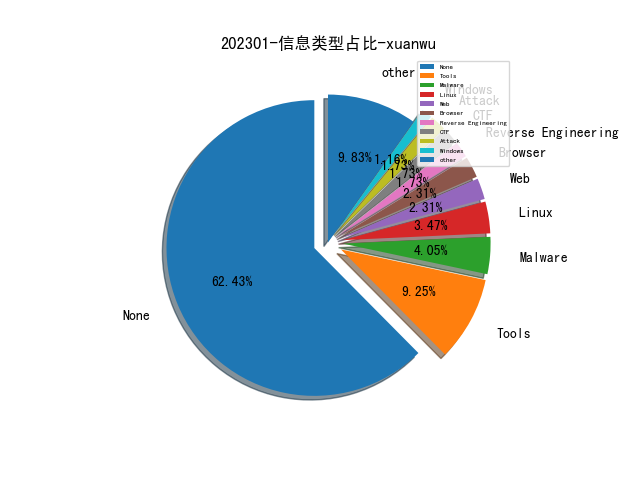 202301-信息类型占比-xuanwu
other
None
Tools
Malware
Linux
Web
Browser
Reverse Engineering
CTF
Attack
Windows
other
Windows
Attack
CTF
Reverse Engineering
Browser
Web
Linux
Malware
Tools
None
9.83%
1.16%
1.73%
1.73%
1.73%
2.31%
2.31%
3.47%
4.05%
9.25%
62.43%